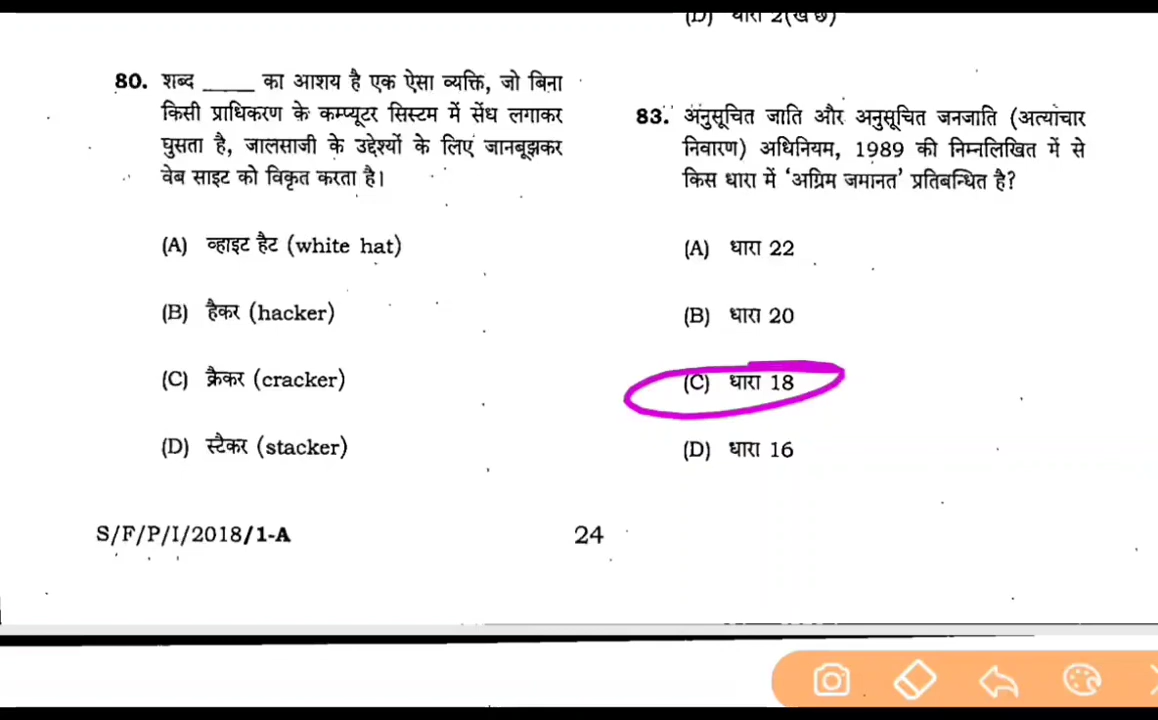 (D) धारा 2(ख छ)
80. शब्द _____ का आशय है एक ऐसा व्यक्ति, जो बिना
किसी प्राधिकरण के कम्प्यूटर सिस्टम में सेंध लगाकर
घुसता है, जालसाजी के उद्देश्यों के लिए जानबूझकर
वेब साइट को विकृत करता है।
(A) व्हाइट हैट (white hat)
(B) हैकर (hacker)
(C) क्रैकर (cracker)
(D) स्टैकर (stacker)
83. अनुसूचित जाति और अनुसूचित जनजाति (अत्याचार
निवारण) अधिनियम, 1989 की निम्नलिखित में से
किस धारा में ‘अग्रिम जमानत’ प्रतिबन्धित है?
(A) धारा 22
(B) धारा 20
(C) धारा 18
(D) धारा 16
S/F/P/I/2018/1-A
24